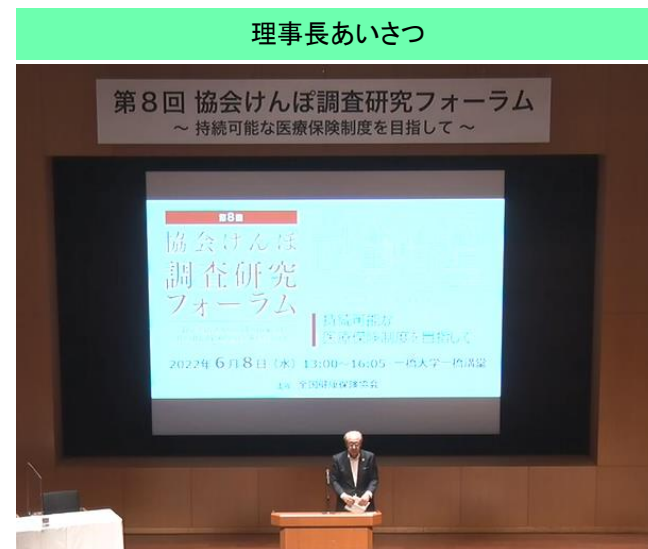 理事長あいさつ
第8回 協会けんぽ調査研究フォーラム
～ 持続可能な医療保険制度を目指して ～
第8回
協会けんぽ
調査研究
フォーラム
持続可能な
医療保険制度を目指して
2022年6月8日(水) 13:00～16:05 一橋大学一橋講堂
主催 全国健康保険協会